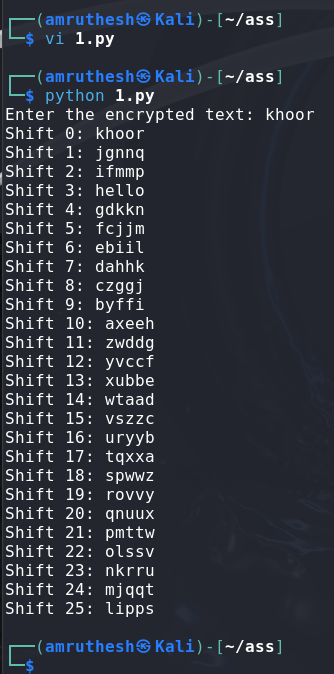 ┌──(amruthesh㉿Kali)-[~/ass]
└─$ vi 1.py
┌──(amruthesh㉿Kali)-[~/ass]
└─$ python 1.py
Enter the encrypted text: khoor
Shift 0: khoor
Shift 1: jgnnq
Shift 2: ifmmp
Shift 3: hello
Shift 4: gdkkn
Shift 5: fcjjm
Shift 6: ebiil
Shift 7: dahhk
Shift 8: czggj
Shift 9: byffi
Shift 10: axeeh
Shift 11: zwddg
Shift 12: yvccf
Shift 13: xubbe
Shift 14: wtaad
Shift 15: vszzc
Shift 16: uryyb
Shift 17: tqxxa
Shift 18: spwwz
Shift 19: rovvy
Shift 20: qnuux
Shift 21: pmttw
Shift 22: olssv
Shift 23: nkrru
Shift 24: mjqqt
Shift 25: lipps
┌──(amruthesh㉿Kali)-[~/ass]
└─$